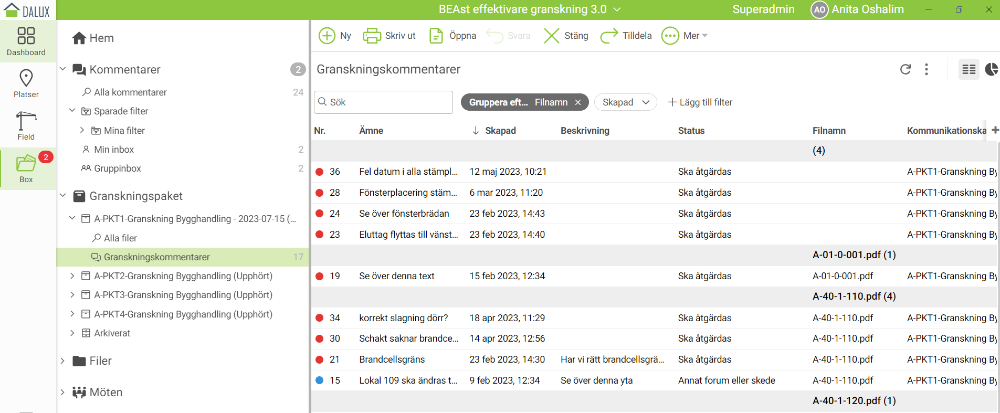 DALUX
BEAst effektivare granskning 3.0
Superadmin
AO
Anita Oshalim
Dashboard
Platser
Field
2
Box
Hem
Kommentarer 2
Alla kommentarer 24
Sparade filter
Mina filter
Min inbox 2
Gruppinbox 2
Granskningspaket
A-PKT1-Granskning Bygghandling - 2023-07-15 (...
Alla filer
Granskningskommentarer 17
A-PKT2-Granskning Bygghandling (Upphört)
A-PKT3-Granskning Bygghandling (Upphört)
A-PKT4-Granskning Bygghandling (Upphört)
Arkiverat
Filer
Möten
Ny Skriv ut Öppna Svara Stäng Tilldela Mer
Granskningskommentarer
Sök Gruppera eft... Filnamn Skapad Lägg till filter
Nr. Ämne Skapad Beskrivning Status Filnamn Kommunikationska
(4)
36 Fel datum i alla stämpl... 12 maj 2023, 10:21 Ska åtgärdas A-PKT1-Granskning By
28 Fönsterplacering stäm... 6 mar 2023, 11:20 Ska åtgärdas A-PKT1-Granskning By
24 Se över fönsterbrädan 23 feb 2023, 14:43 Ska åtgärdas A-PKT1-Granskning By
23 Eluttag flyttas till vänst... 23 feb 2023, 14:40 Ska åtgärdas A-PKT1-Granskning By
A-01-0-001.pdf (1)
19 Se över denna text 15 feb 2023, 12:34 Ska åtgärdas A-01-0-001.pdf A-PKT1-Granskning By
A-40-1-110.pdf (4)
34 korrekt slagning dörr? 18 apr 2023, 11:29 Ska åtgärdas A-40-1-110.pdf A-PKT1-Granskning By
30 Schakt saknar brandce... 14 apr 2023, 12:56 Ska åtgärdas A-40-1-110.pdf A-PKT1-Granskning By
21 Brandcellsgräns 23 feb 2023, 14:30 Har vi rätt brandcellsgrä... Ska åtgärdas A-40-1-110.pdf A-PKT1-Granskning By
15 Lokal 109 ska ändras t... 9 feb 2023, 12:34 Se över denna yta Annat forum eller skede A-40-1-110.pdf A-PKT1-Granskning By
A-40-1-120.pdf (1)